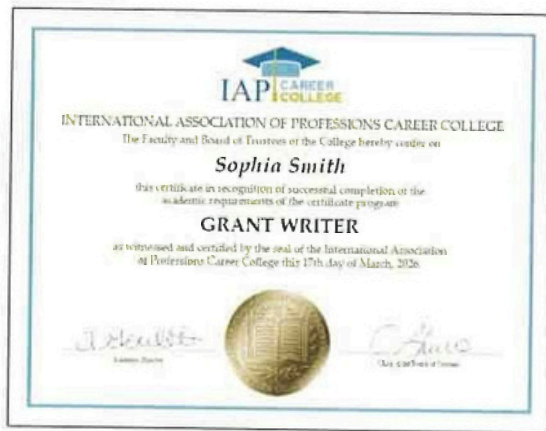 IAP CAREER
COLLEGE
INTERNATIONAL ASSOCIATION OF PROFESSIONS CAREER COLLEGE
The Faculty and Board of Trustees of the College hereby confer on
Sophia Smith
this certificate in recognition of successful completion of the
academic requirements of the certificate program
GRANT WRITER
as witnessed and certified by the seal of the International Association
of Professions Career College this 17th day of March, 2026